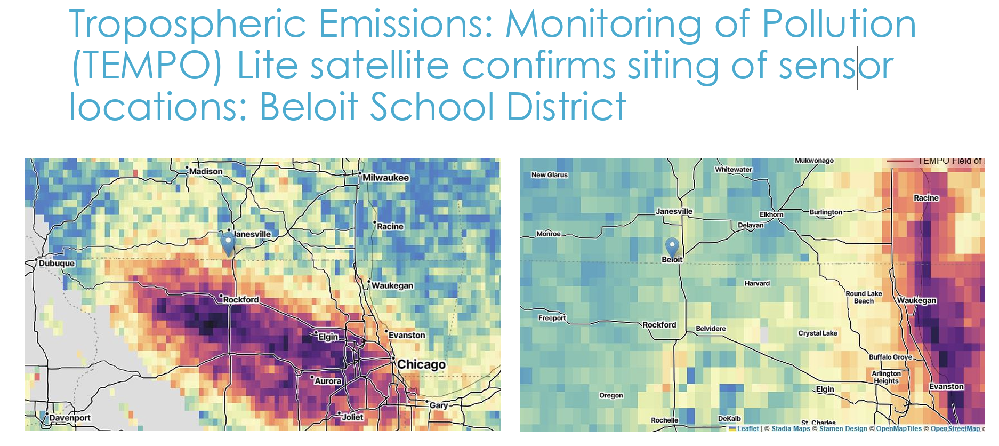 Tropospheric Emissions: Monitoring of Pollution
(TEMPO) Lite satellite confirms siting of sensor
locations: Beloit School District
Madison
Milwaukee
Racine
Janesville
Dubuque
Waukegan
Rockford
Elgin
Evanston
Chicago
Aurora
Gary
Joliet
Davenport
Mukwonago
TEMPO Field of
Whitewater
New Glarus
Racine
Janesville
Elkhorn
Burlington
Delavan
Monroe
Beloit
Harvard
Round Lake
Beach
Waukegan
Freeport
Rockford
Belvidere
Crystal Lake
Buffalo Grove
Arlington
Heights
Evanston
Elgin
Oregon
Rochelle
DeKalb
St. Charles
Leaflet | © Stadia Maps © Stamen Design © OpenMapTiles © OpenStreetMap